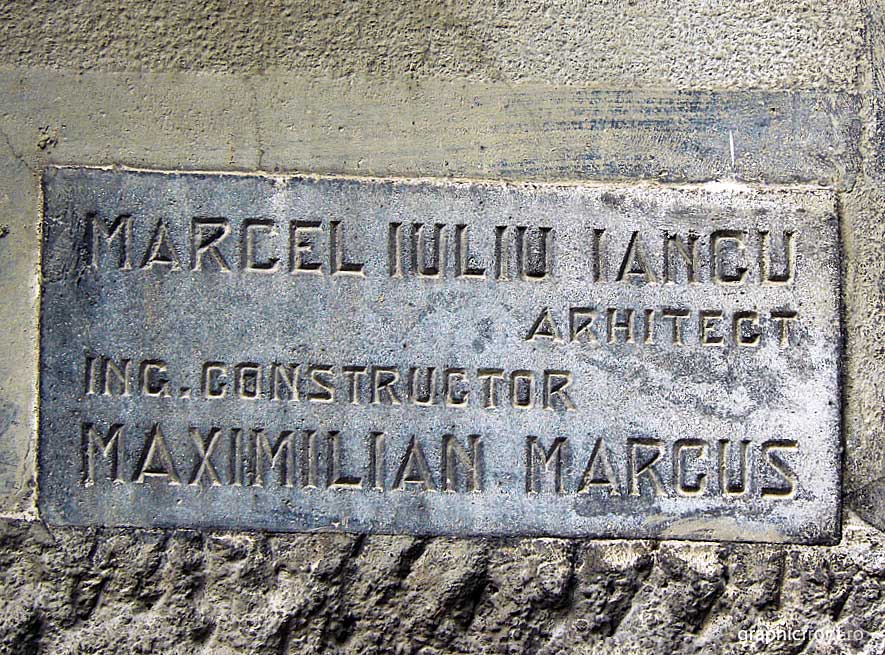 MARCEL IULIU IANCU
ARHITECT
ING. CONSTRUCTOR
MAXIMILIAN MARCUS
graphicfront.ro